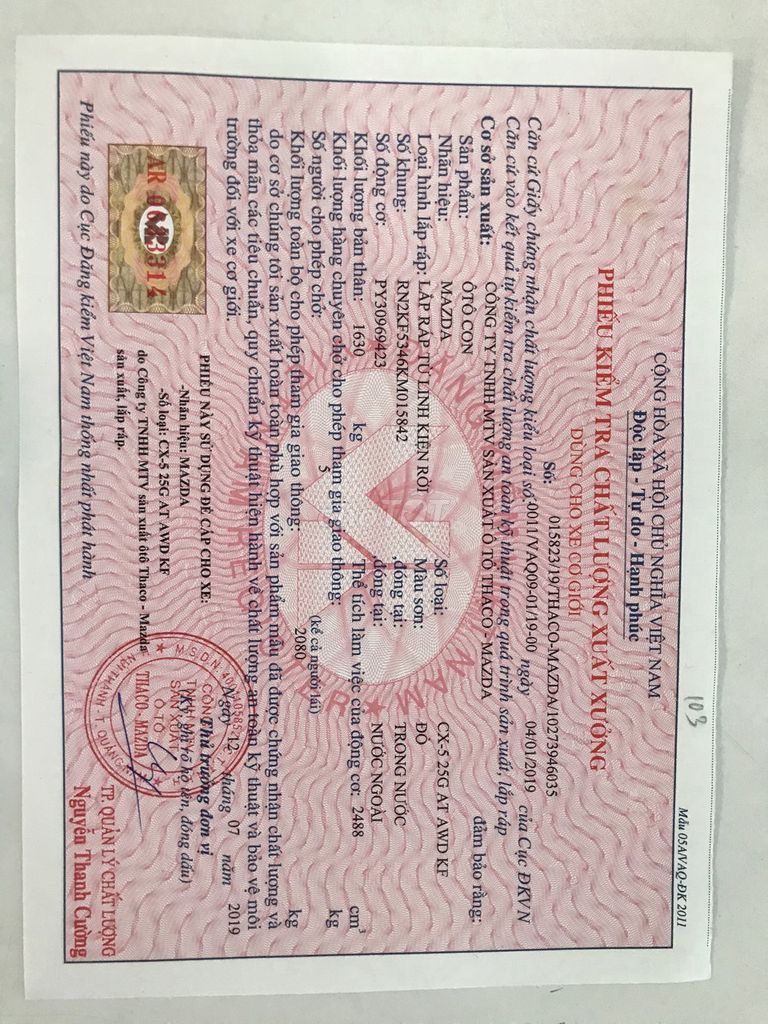 Mẫu 05A/VAQ-ĐK 2011
103
CỘNG HÒA XÃ HỘI CHỦ NGHĨA VIỆT NAM
Độc lập - Tự do - Hạnh phúc
PHIẾU KIỂM TRA CHẤT LƯỢNG XUẤT XƯỞNG
DÙNG CHO XE CƠ GIỚI
Số: 01582319/THACO-MAZDA/10273946035
Căn cứ Giấy chứng nhận chất lượng kiểu loại số 0011/VAQ09-01/19-00 ngày 04/01/2019 của Cục ĐKVN
Căn cứ vào kết quả tự kiểm tra chất lượng an toàn kỹ thuật trong quá trình sản xuất, lắp ráp
Cơ sở sản xuất: CÔNG TY TNHH MTV SẢN XUẤT Ô TÔ THACO - MAZDA đảm bảo rằng:
Sản phẩm: ÔTÔ CON
Nhãn hiệu: MAZDA Số loại: CX-5 25G AT AWD KF
Loại hình lắp ráp: LẮP RÁP TỪ LINH KIỆN RỜI Màu sơn: ĐỎ
Số khung: RN2KF5346KM015842 ,đóng tại: TRONG NƯỚC
Số động cơ: PY30969423 ,đóng tại: NƯỚC NGOÀI
Khối lượng bản thân: 1630 kg Thể tích làm việc của động cơ: 2488 cm³
Khối lượng hàng chuyên chở cho phép tham gia giao thông: kg
Số người cho phép chở: 5 (kể cả người lái)
Khối lượng toàn bộ cho phép tham gia giao thông: 2080 kg
do cơ sở chúng tôi sản xuất hoàn toàn phù hợp với sản phẩm mẫu đã được chứng nhận chất lượng và
thỏa mãn các tiêu chuẩn, quy chuẩn kỹ thuật hiện hành về chất lượng an toàn kỹ thuật và bảo vệ môi
trường đối với xe cơ giới.
Ngày 12 tháng 07 năm 2019
PHIẾU NÀY SỬ DỤNG ĐỂ CẤP CHO XE:
-Nhãn hiệu: MAZDA
-Số loại: CX-5 25G AT AWD KF
do Công ty TNHH MTV sản xuất ôtô Thaco - Mazda
sản xuất, lắp ráp.
Thủ trưởng đơn vị
(Ký, ghi rõ họ tên, đóng dấu)
SẢN XUẤT
Ô TÔ
THACO - MAZDA
TP. QUẢN LÝ CHẤT LƯỢNG
Nguyễn Thanh Cường
Phiếu này do Cục Đăng kiểm Việt Nam thống nhất phát hành